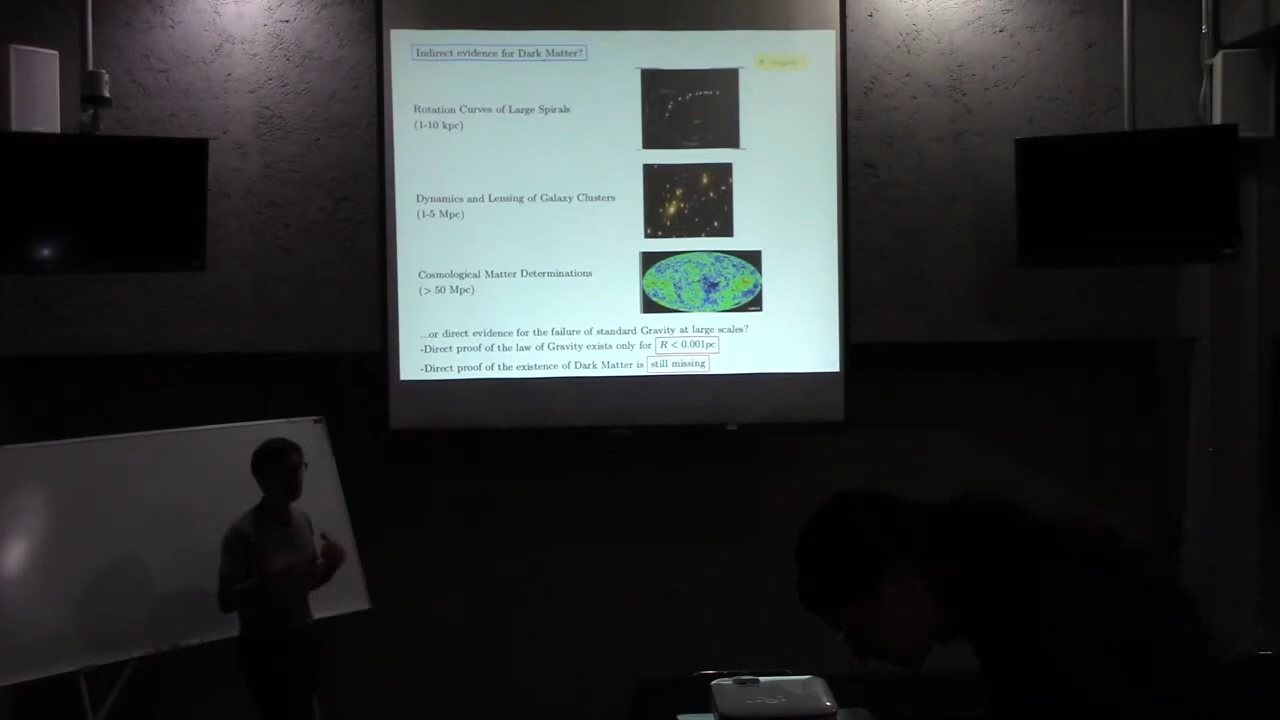 Indirect evidence for Dark Matter?
Rotation Curves of Large Spirals
(1-10 kpc)
Dynamics and Lensing of Galaxy Clusters
(1-5 Mpc)
Cosmological Matter Determinations
(> 50 Mpc)
...or direct evidence for the failure of standard Gravity at large scales?
-Direct proof of the law of Gravity exists only for R < 0.001pc
-Direct proof of the existence of Dark Matter is still missing